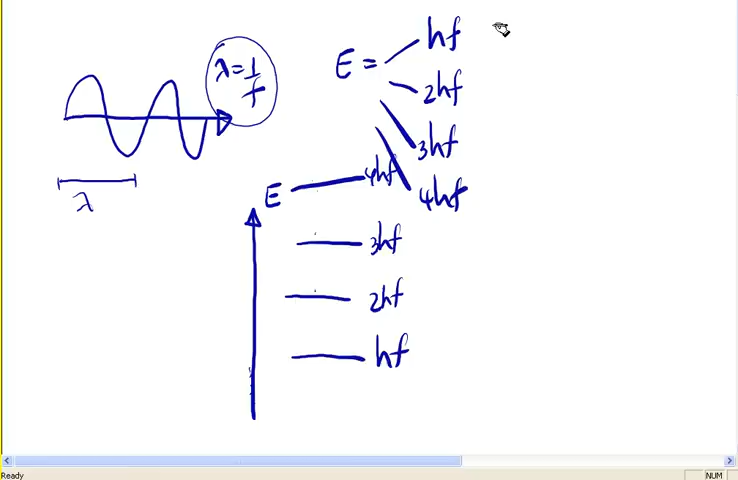 λ = 1/f
λ
E =
hf
2hf
3hf
4hf
E
4hf
3hf
2hf
hf
Ready
NUM